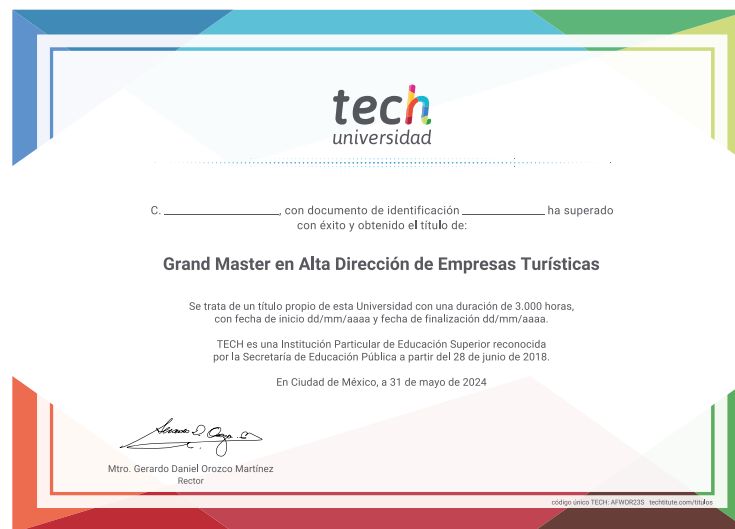 tech
universidad
C. ____________________, con documento de identificación ______________ ha superado
con éxito y obtenido el título de:
Grand Master en Alta Dirección de Empresas Turísticas
Se trata de un título propio de esta Universidad con una duración de 3.000 horas,
con fecha de inicio dd/mm/aaaa y fecha de finalización dd/mm/aaaa.
TECH es una Institución Particular de Educación Superior reconocida
por la Secretaría de Educación Pública a partir del 28 de junio de 2018.
En Ciudad de México, a 31 de mayo de 2024
Mtro. Gerardo Daniel Orozco Martínez
Rector
código único TECH: AFWOR23S techtitute.com/titulos